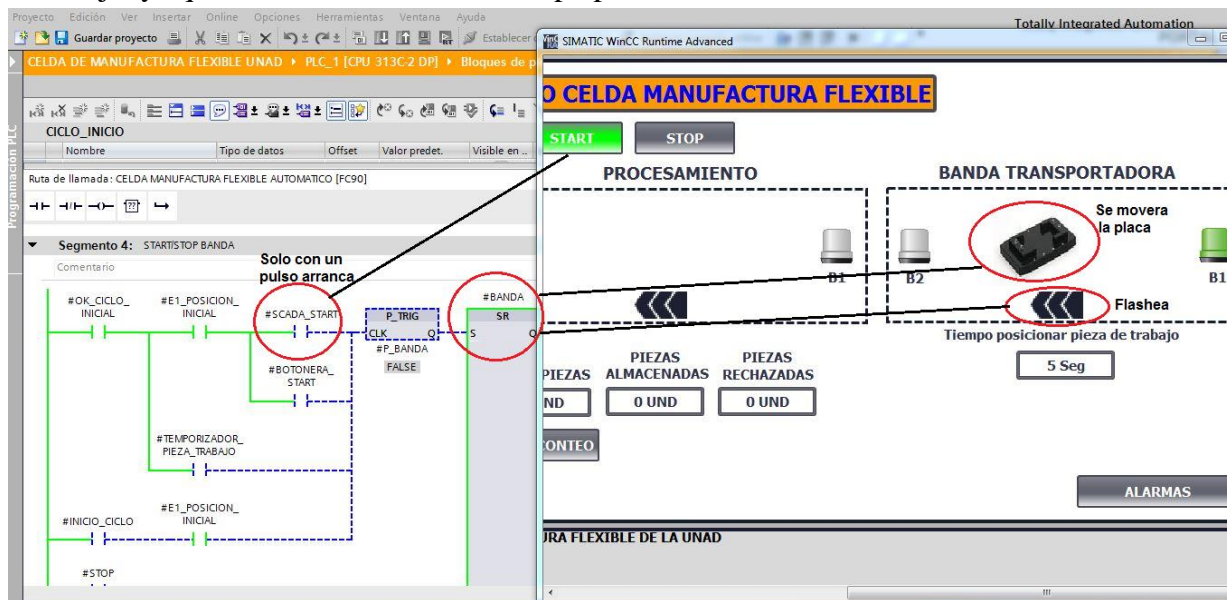 Proyecto Edición Ver Insertar Online Opciones Herramientas Ventana Ayuda
Totally Integrated Automation
Guardar proyecto
Establecer
SIMATIC WinCC Runtime Advanced
CELDA DE MANUFACTURA FLEXIBLE UNAD PLC_1 [CPU 313C-2 DP] Bloques de p
O CELDA MANUFACTURA FLEXIBLE
CICLO_INICIO
Nombre Tipo de datos Offset Valor predet. Visible en ..
START STOP
Programación PLC
Ruta de llamada: CELDA MANUFACTURA FLEXIBLE AUTOMATICO [FC90]
PROCESAMIENTO BANDA TRANSPORTADORA
Se movera
la placa
Segmento 4: START/STOP BANDA
Comentario
Solo con un
pulso arranca
B1 B2 B1
#OK_CICLO_
INICIAL
#E1_POSICION_
INICIAL
#SCADA_START
P_TRIG
CLK Q
#P_BANDA
FALSE
#BANDA
SR
S Q
Flashea
Tiempo posicionar pieza de trabajo
5 Seg
#BOTONERA_
START
PIEZAS
PIEZAS
ALMACENADAS
PIEZAS
RECHAZADAS
ND 0 UND 0 UND
#TEMPORIZADOR_
PIEZA_TRABAJO
CONTEO
ALARMAS
#INICIO_CICLO
#E1_POSICION_
INICIAL
URA FLEXIBLE DE LA UNAD
#STOP